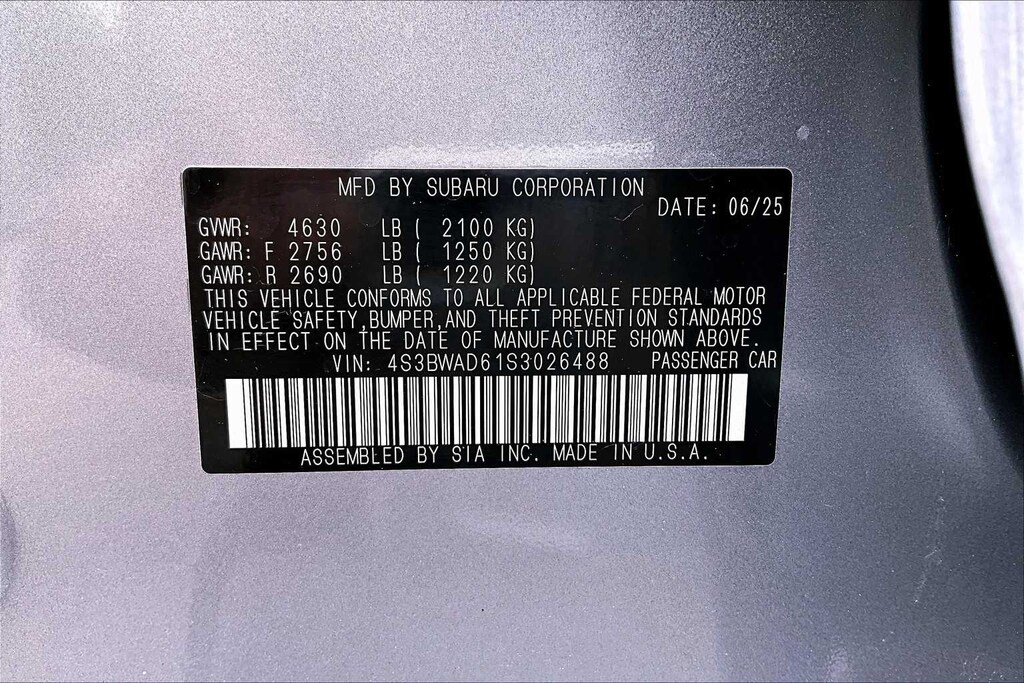 MFD BY SUBARU CORPORATION
DATE: 06/25
GVWR: 4630 LB ( 2100 KG)
GAWR: F 2756 LB ( 1250 KG)
GAWR: R 2690 LB ( 1220 KG)
THIS VEHICLE CONFORMS TO ALL APPLICABLE FEDERAL MOTOR
VEHICLE SAFETY,BUMPER,AND THEFT PREVENTION STANDARDS
IN EFFECT ON THE DATE OF MANUFACTURE SHOWN ABOVE.
VIN: 4S3BWAD61S3026488 PASSENGER CAR
ASSEMBLED BY SIA INC. MADE IN U.S.A.